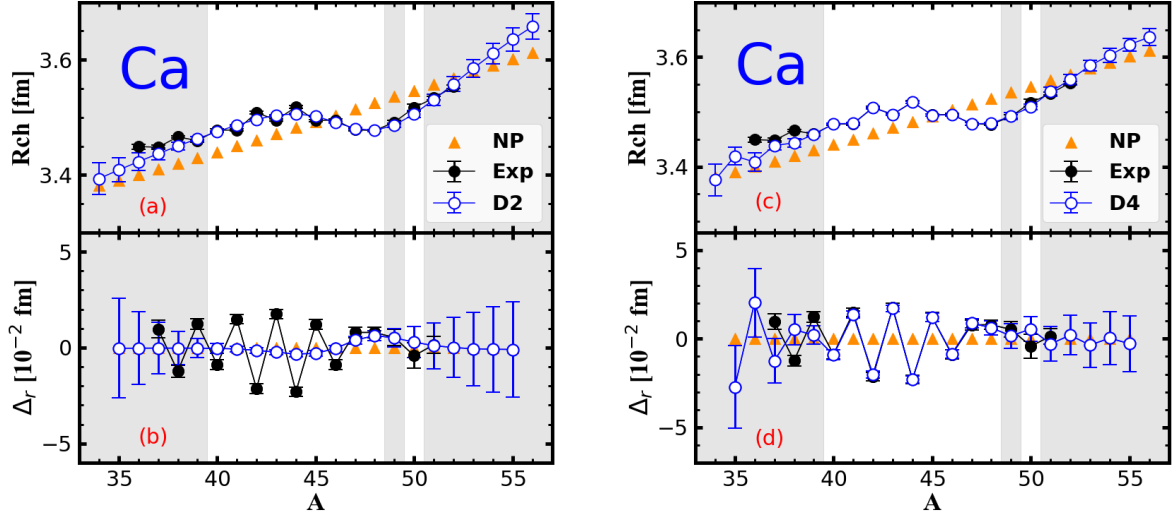 Ca
3.6
3.4
Rch [fm]
NP
Exp
D2
(a)
5
0
−5
Δr [10⁻² fm]
(b)
35 40 45 50 55
A
Ca
3.6
3.4
Rch [fm]
NP
Exp
D4
(c)
5
0
−5
Δr [10⁻² fm]
(d)
35 40 45 50 55
A